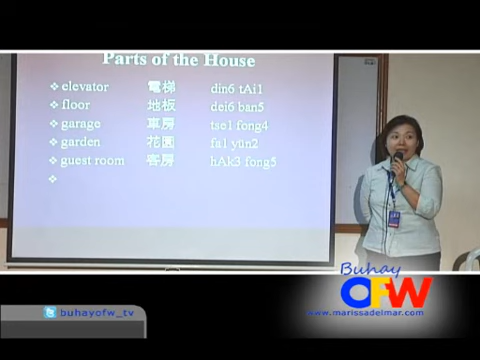 Parts of the House
elevator 電梯 din6 tAi1
floor 地板 dei6 ban5
garage 車房 tse1 fong4
garden 花園 fa1 yün2
guest room 客房 hAk3 fong5
Buhay
OFW
www.marissadelmar.com
buhayofw_tv